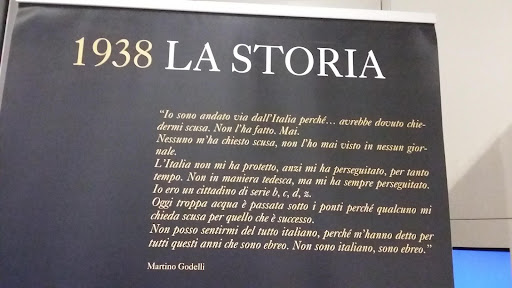 1938 LA STORIA
“Io sono andato via dall’Italia perché… avrebbe dovuto chie-
dermi scusa. Non l’ha fatto. Mai.
Nessuno m’ha chiesto scusa, non l’ho mai visto in nessun gior-
nale.
L’Italia non mi ha protetto, anzi mi ha perseguitato, per tanto
tempo. Non in maniera tedesca, ma mi ha sempre perseguitato.
Io ero un cittadino di serie b, c, d, z.
Oggi troppa acqua è passata sotto i ponti perché qualcuno mi
chieda scusa per quello che è successo.
Non posso sentirmi del tutto italiano, perché m’hanno detto per
tutti questi anni che sono ebreo. Non sono italiano, sono ebreo.”
Martino Godelli